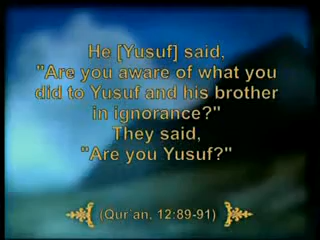 He [Yusuf] said,
"Are you aware of what you
did to Yusuf and his brother
in ignorance?"
They said,
"Are you Yusuf?"
(Qur an, 12:89-91)